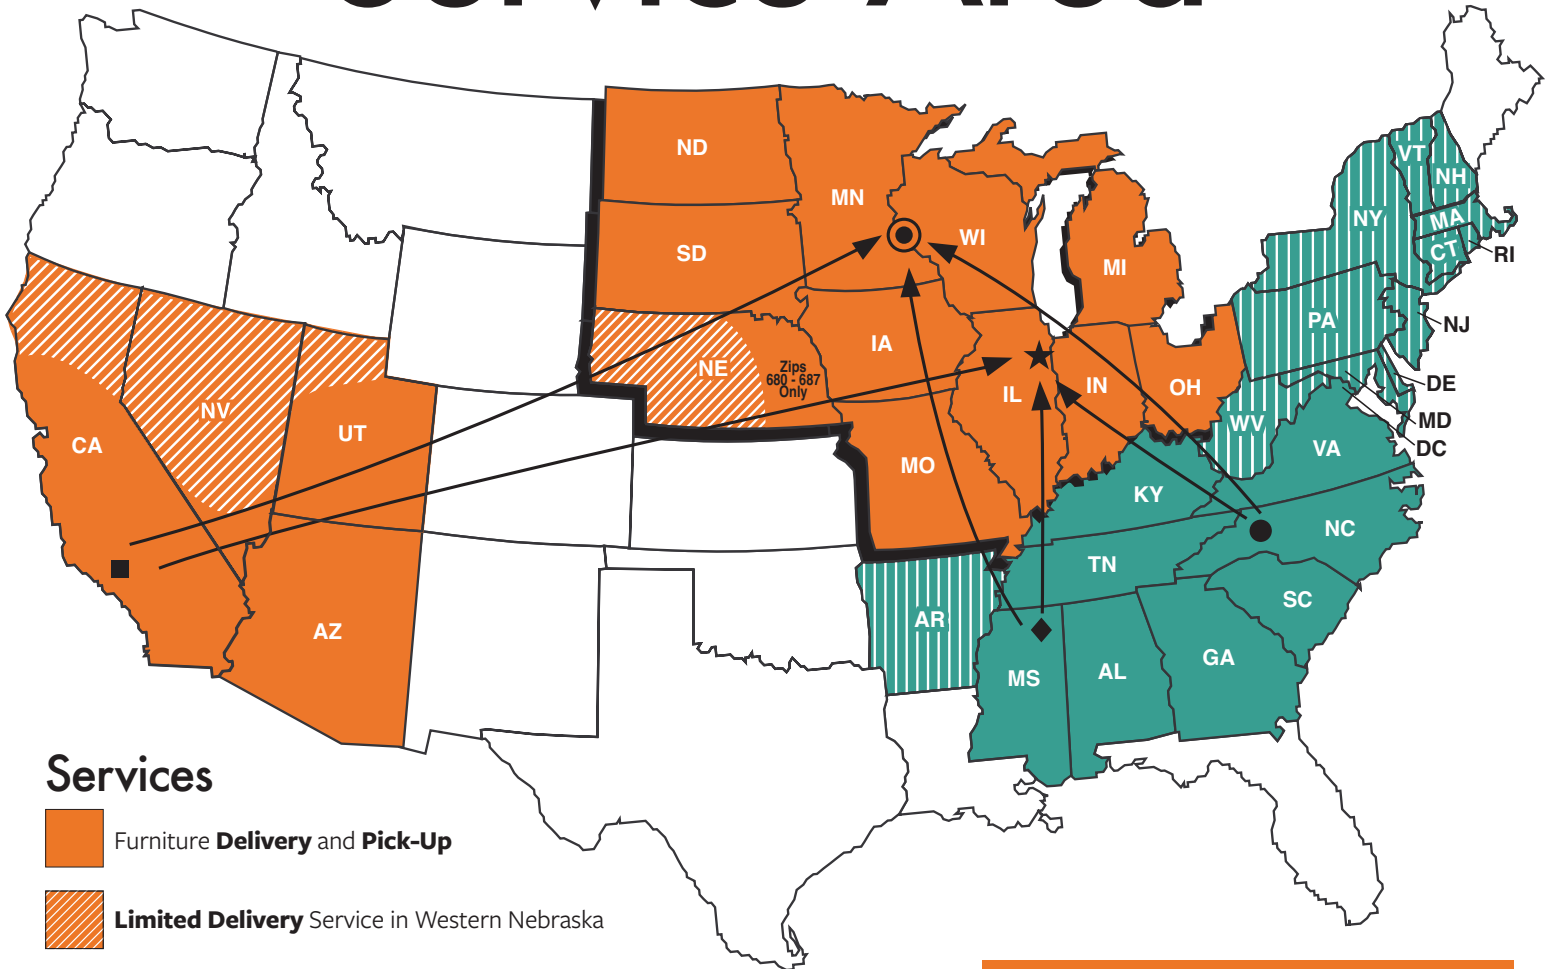 Service Area
ND
MN
SD
WI
MI
NE
Zips
680 - 687
Only
IA
IL
IN
OH
MO
NV
UT
CA
AZ
VT
NH
NY
MA
CT
RI
PA
NJ
DE
MD
DC
WV
VA
KY
NC
TN
SC
AR
MS
AL
GA
Services
Furniture Delivery and Pick-Up
Limited Delivery Service in Western Nebraska